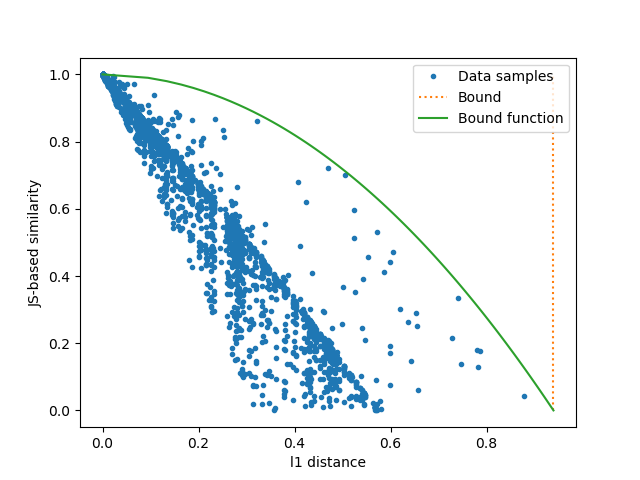 Data samples
Bound
Bound function
1.0
0.8
0.6
0.4
0.2
0.0
JS-based similarity
0.0 0.2 0.4 0.6 0.8
l1 distance